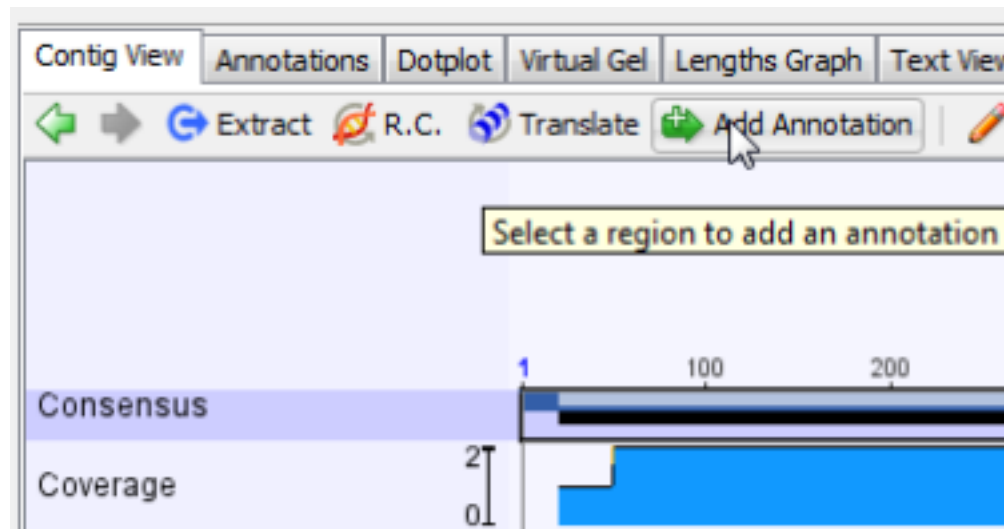 Contig View Annotations Dotplot Virtual Gel Lengths Graph Text View
Extract R.C. Translate Add Annotation
Select a region to add an annotation
1 100 200
Consensus
2
Coverage
0